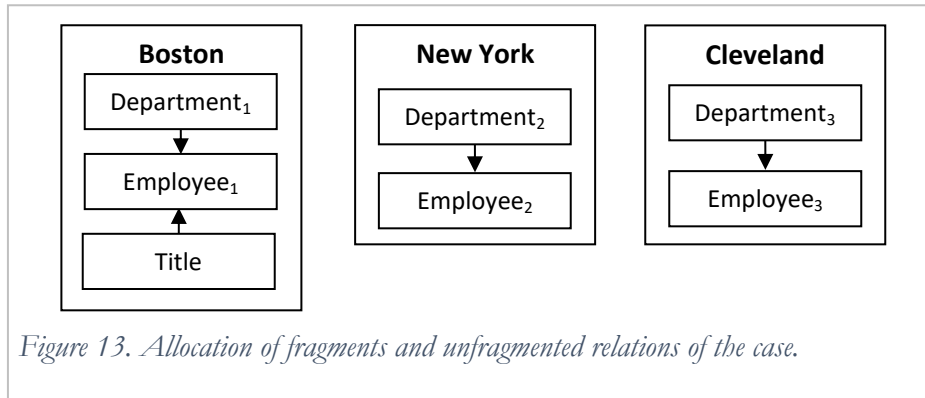 Boston
Department₁
Employee₁
Title
New York
Department₂
Employee₂
Cleveland
Department₃
Employee₃
Figure 13. Allocation of fragments and unfragmented relations of the case.